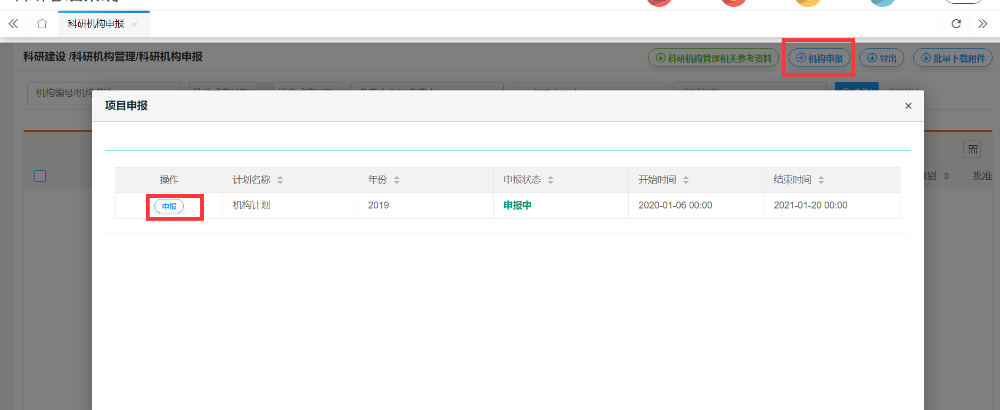 科研机构申报
科研建设 /科研机构管理/科研机构申报
科研机构管理相关参考资料
机构申报
导出
批量下载附件
机构编号/机构名称
项目申报
级别
批准
操作 计划名称 年份 申报状态 开始时间 结束时间
申报 机构计划 2019 申报中 2020-01-06 00:00 2021-01-20 00:00